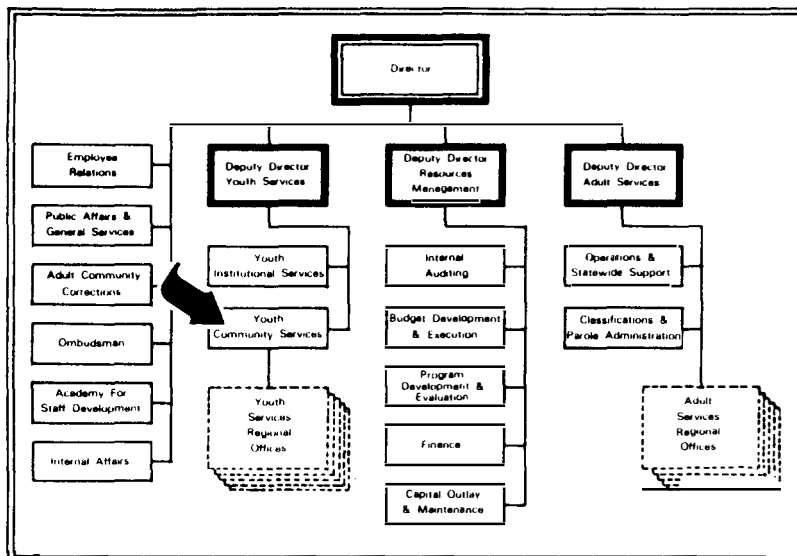 Director
Employee
Relations
Public Affairs &
General Services
Adult Community
Corrections
Ombudsman
Academy For
Staff Development
Internal Affairs
Deputy Director
Youth Services
Youth
Institutional Services
Youth
Community Services
Youth
Services
Regional
Offices
Deputy Director
Resources
Management
Internal
Auditing
Budget Development
& Execution
Program
Development &
Evaluation
Finance
Capital Outlay
& Maintenance
Deputy Director
Adult Services
Operations &
Statewide Support
Classifications &
Parole Administration
Adult
Services
Regional
Offices